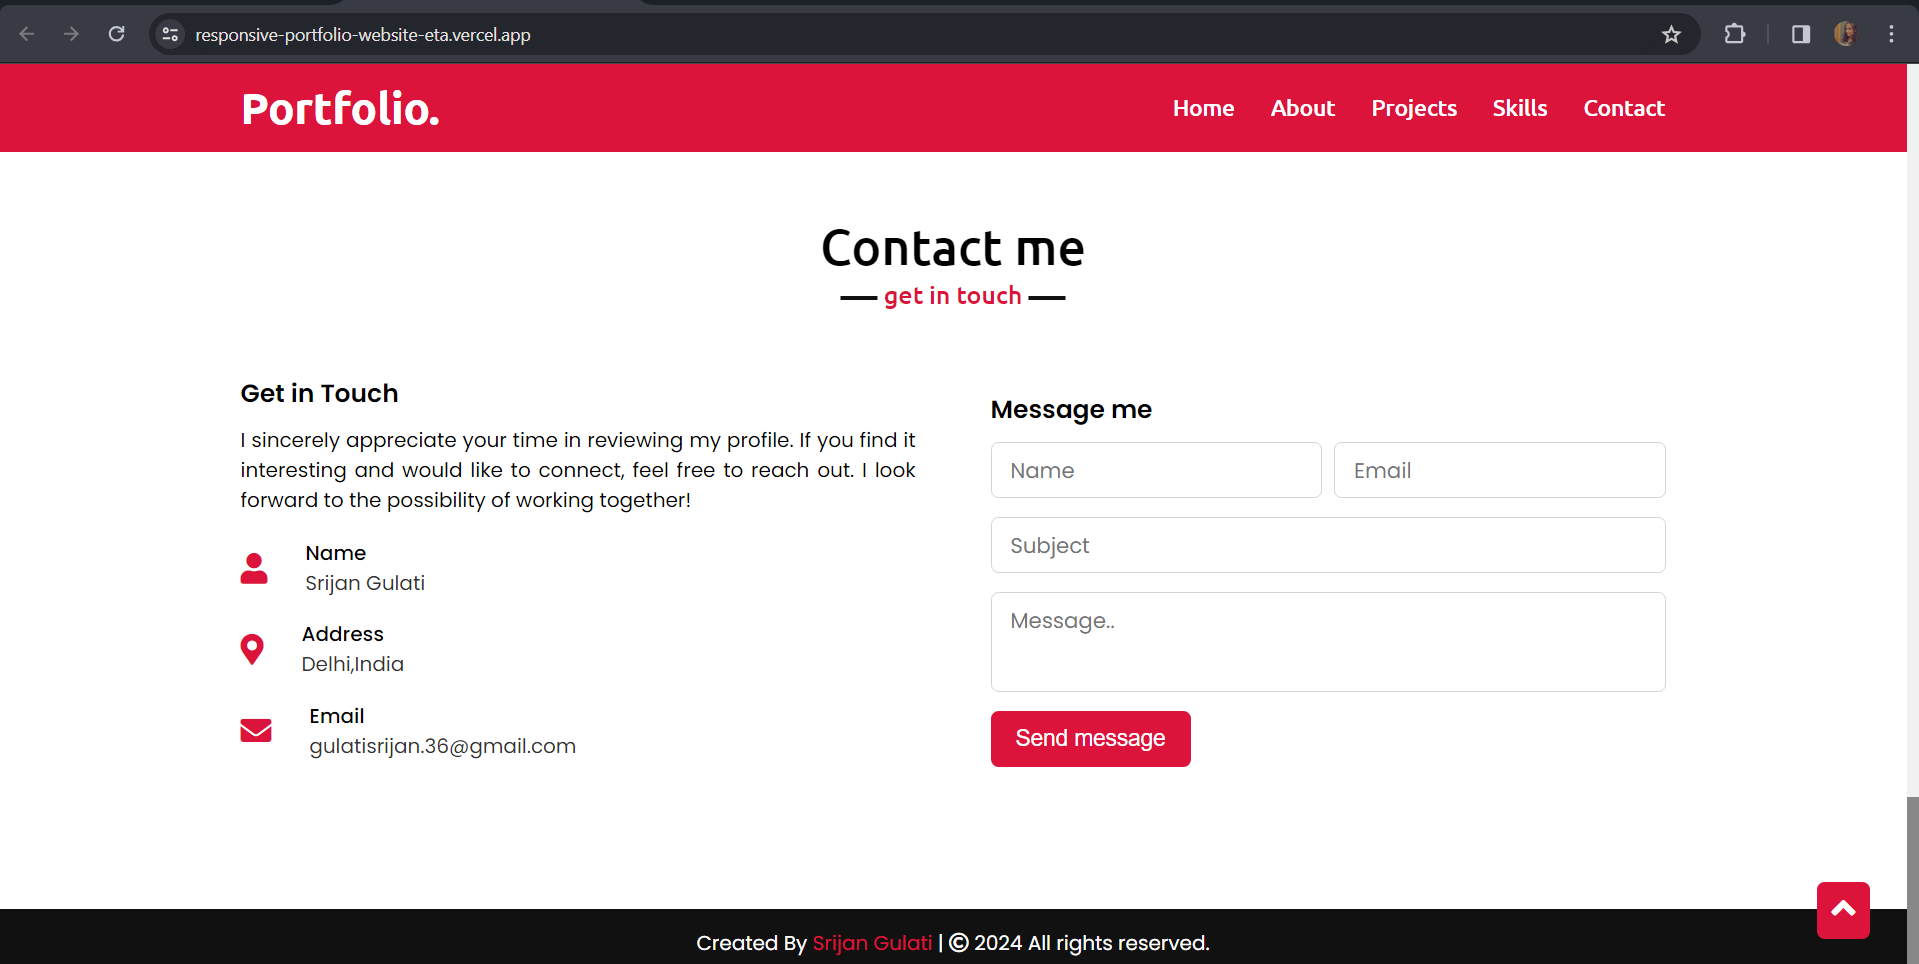 responsive-portfolio-website-eta.vercel.app
Portfolio.
Home About Projects Skills Contact
Contact me
get in touch
Get in Touch
I sincerely appreciate your time in reviewing my profile. If you find it
interesting and would like to connect, feel free to reach out. I look
forward to the possibility of working together!
Name
Srijan Gulati
Address
Delhi,India
Email
gulatisrijan.36@gmail.com
Message me
Name Email
Subject
Message..
Send message
Created By Srijan Gulati | © 2024 All rights reserved.